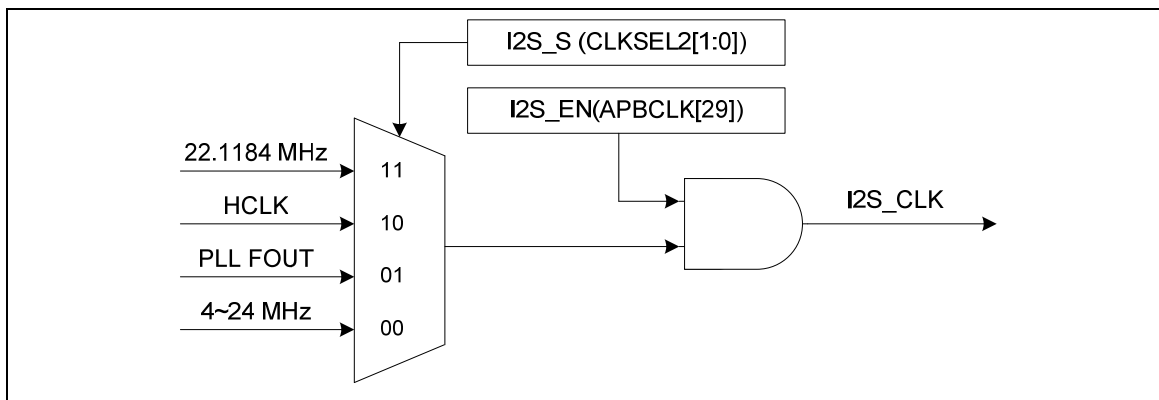 I2S_S (CLKSEL2[1:0])
I2S_EN(APBCLK[29])
22.1184 MHz
11
HCLK
10
I2S_CLK
PLL FOUT
01
4~24 MHz
00